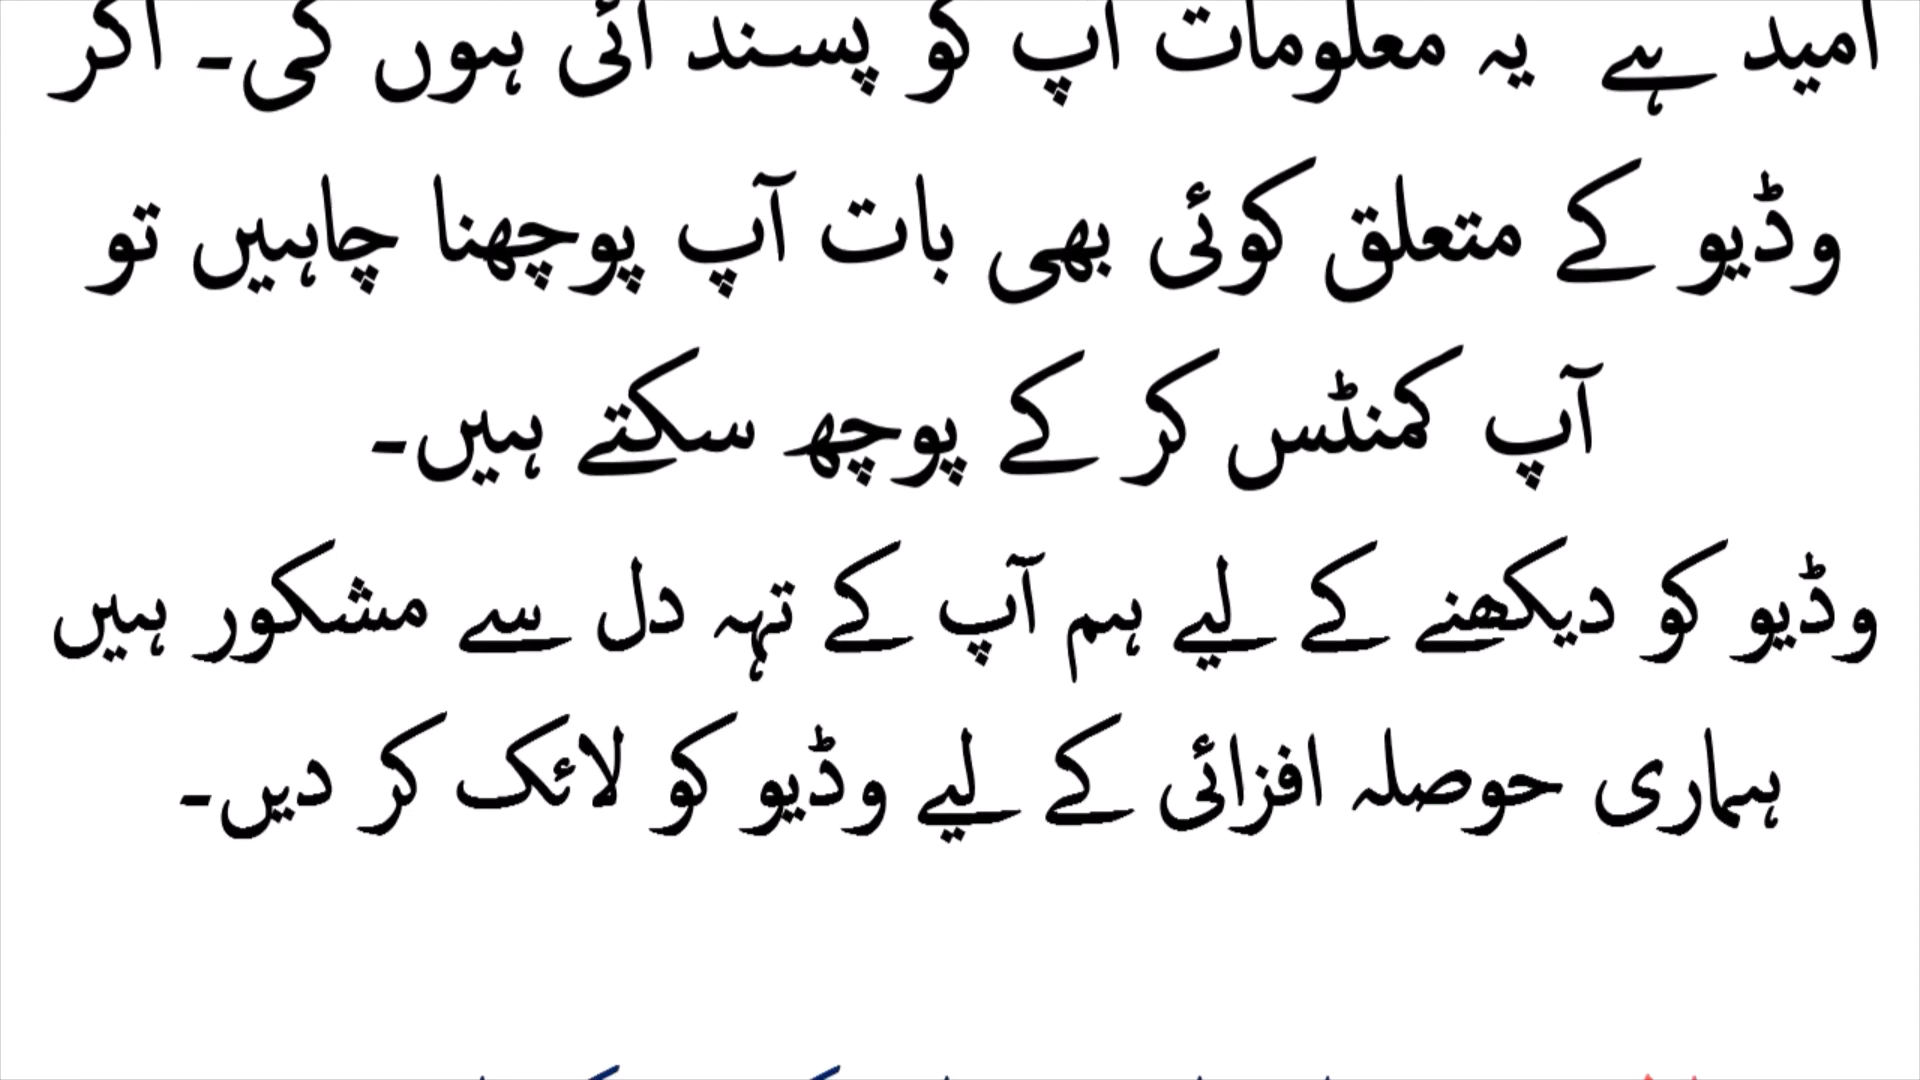 امید ہے یہ معلومات آپ کو پسند آئی ہوں گی۔ اگر
وڈیو کے متعلق کوئی بھی بات آپ پوچھنا چاہیں تو
آپ کمنٹس کر کے پوچھ سکتے ہیں۔
وڈیو کو دیکھنے کے لیے ہم آپ کے تہہ دل سے مشکور ہیں
ہماری حوصلہ افزائی کے لیے وڈیو کو لائک کر دیں۔